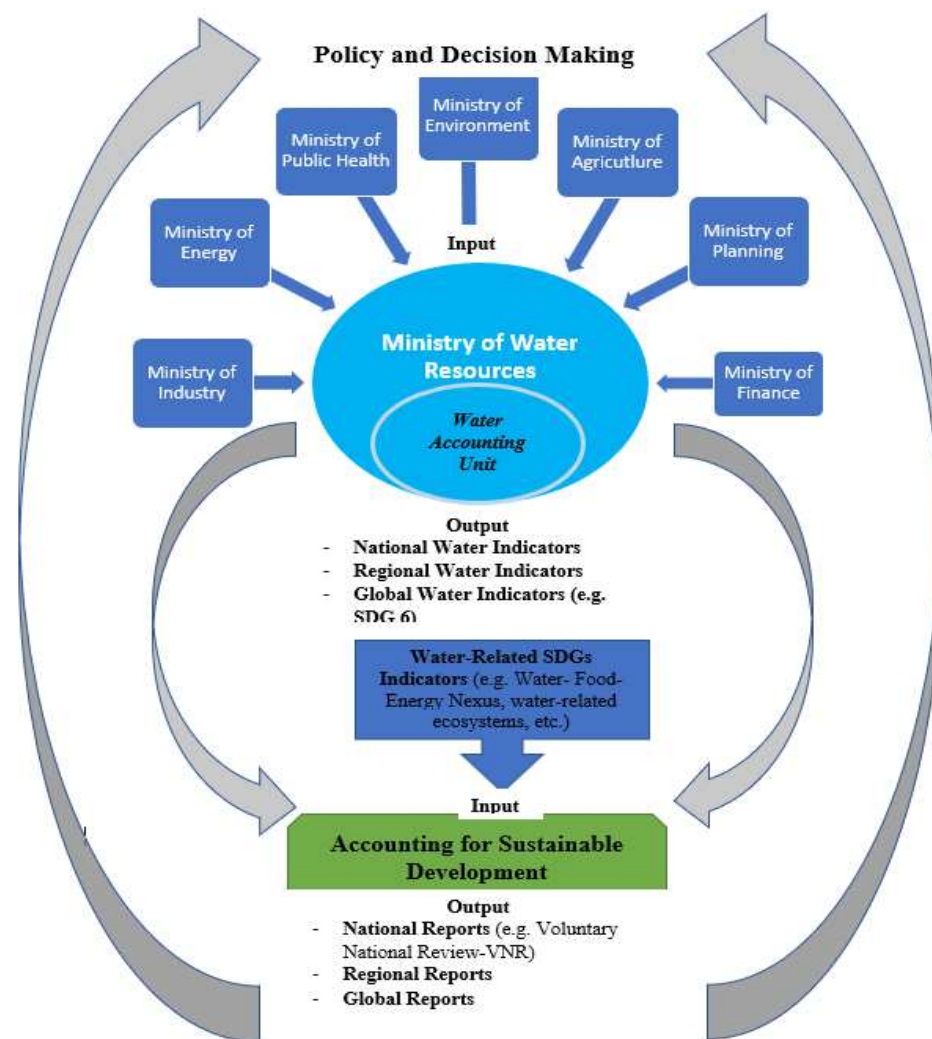 Policy and Decision Making
Ministry of
Environment
Ministry of
Public Health
Ministry of
Agricutlure
Ministry of
Energy
Input
Ministry of
Planning
Ministry of Water
Resources
Ministry of
Industry
Ministry of
Finance
Water
Accounting
Unit
Output
- National Water Indicators
- Regional Water Indicators
- Global Water Indicators (e.g.
SDG 6)
Water-Related SDGs
Indicators (e.g. Water- Food-
Energy Nexus, water-related
ecosystems, etc.)
Input
Accounting for Sustainable
Development
Output
- National Reports (e.g. Voluntary
National Review-VNR)
- Regional Reports
- Global Reports